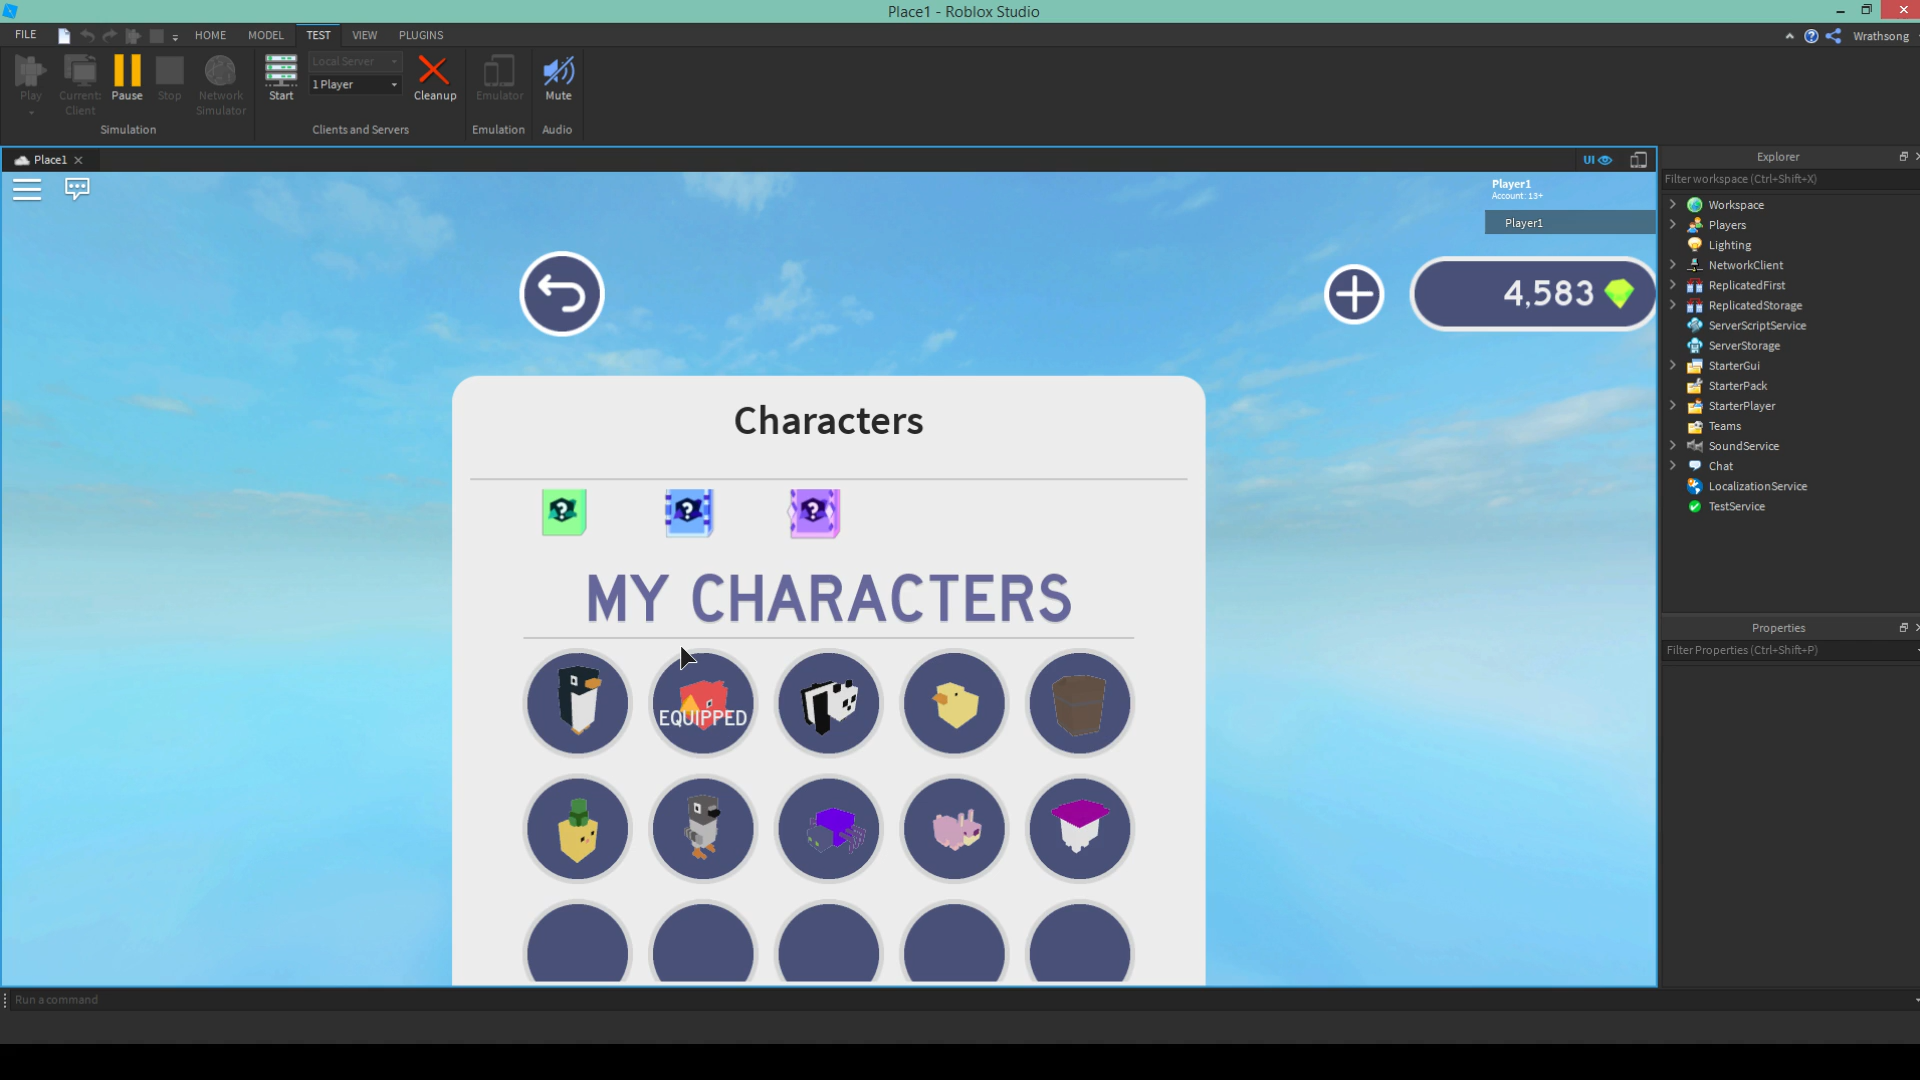 Place1 - Roblox Studio
FILE HOME MODEL TEST VIEW PLUGINS Wrathsong
Play Current: Client Pause Stop Network Simulator
Start Local Server 1 Player Cleanup Emulator Mute
Simulation Clients and Servers Emulation Audio
Place1 UI
Explorer
Filter workspace (Ctrl+Shift+X)
Workspace
Players
Lighting
NetworkClient
ReplicatedFirst
ReplicatedStorage
ServerScriptService
ServerStorage
StarterGui
StarterPack
StarterPlayer
Teams
SoundService
Chat
LocalizationService
TestService
Properties
Filter Properties (Ctrl+Shift+P)
Player1
Account: 13+
Player1
4,583
Characters
? ? ?
MY CHARACTERS
EQUIPPED
Run a command